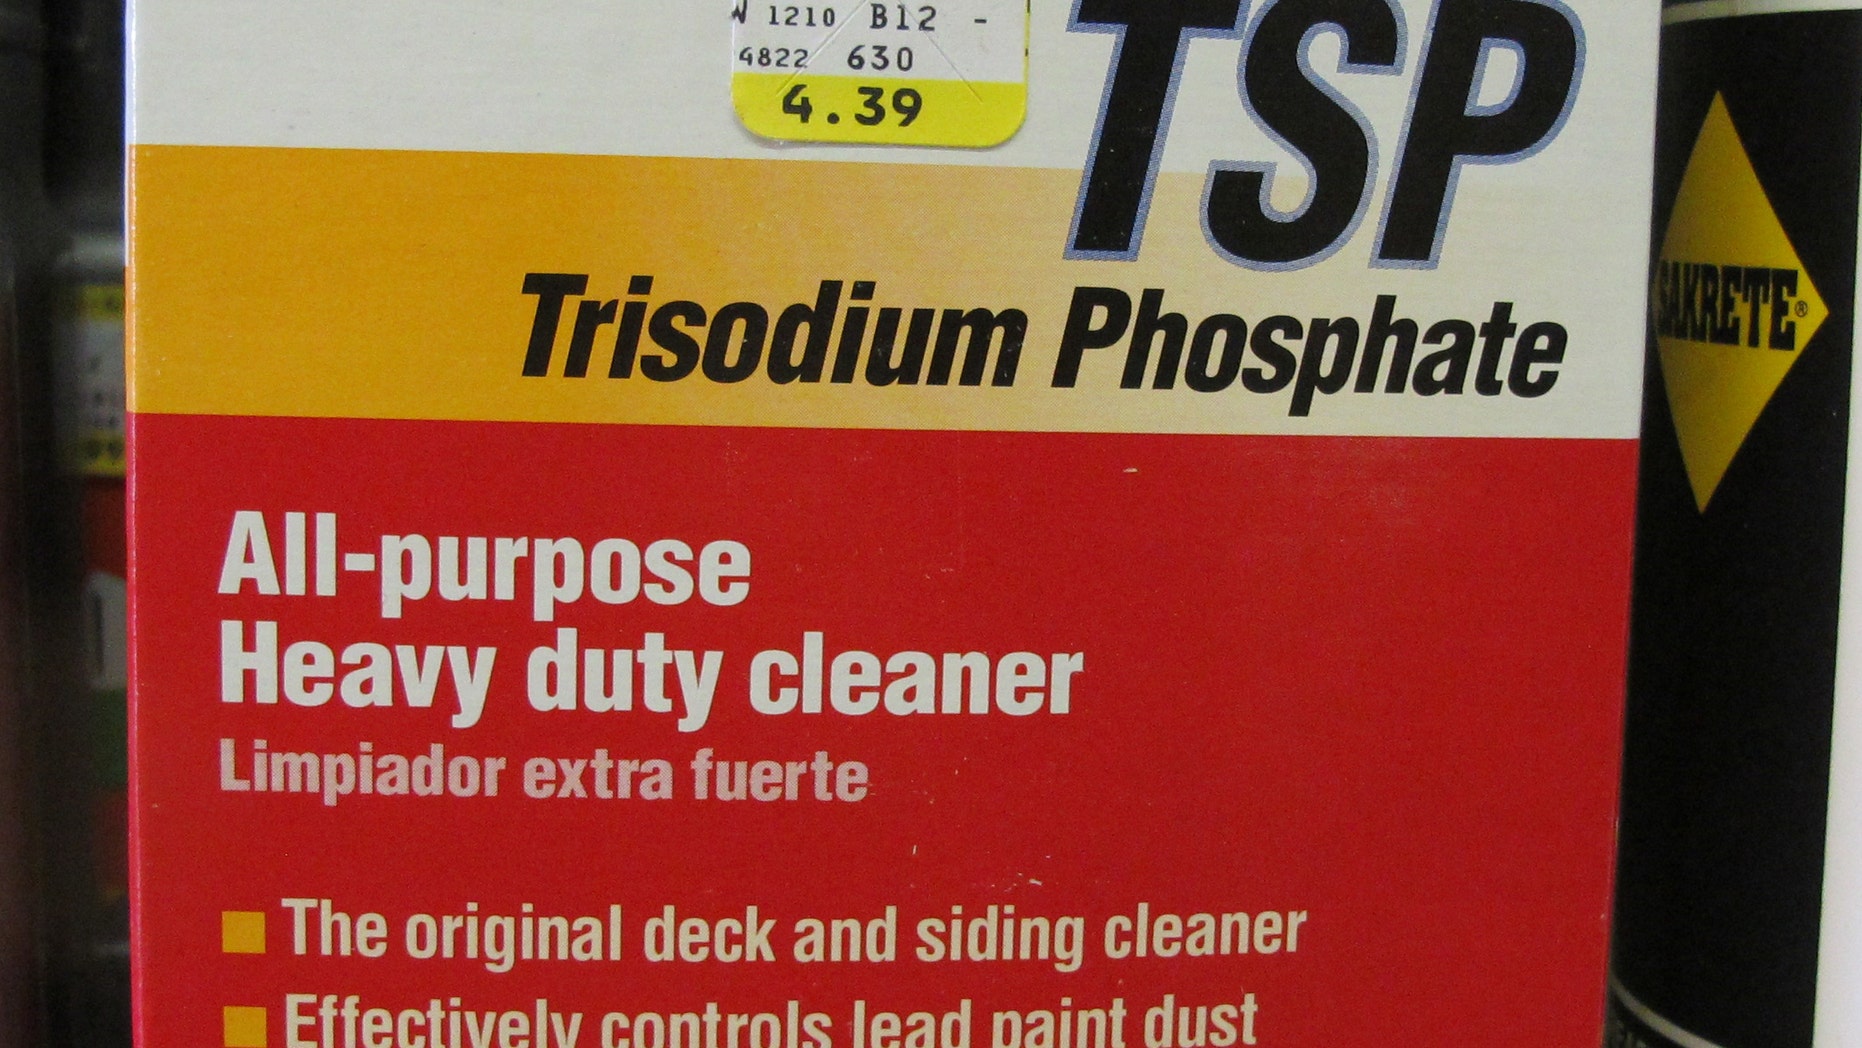 W 1210 B12 -
4822 630
4.39
TSP
Trisodium Phosphate
SAKRETE®
All-purpose
Heavy duty cleaner
Limpiador extra fuerte
The original deck and siding cleaner
Effectively controls lead paint dust